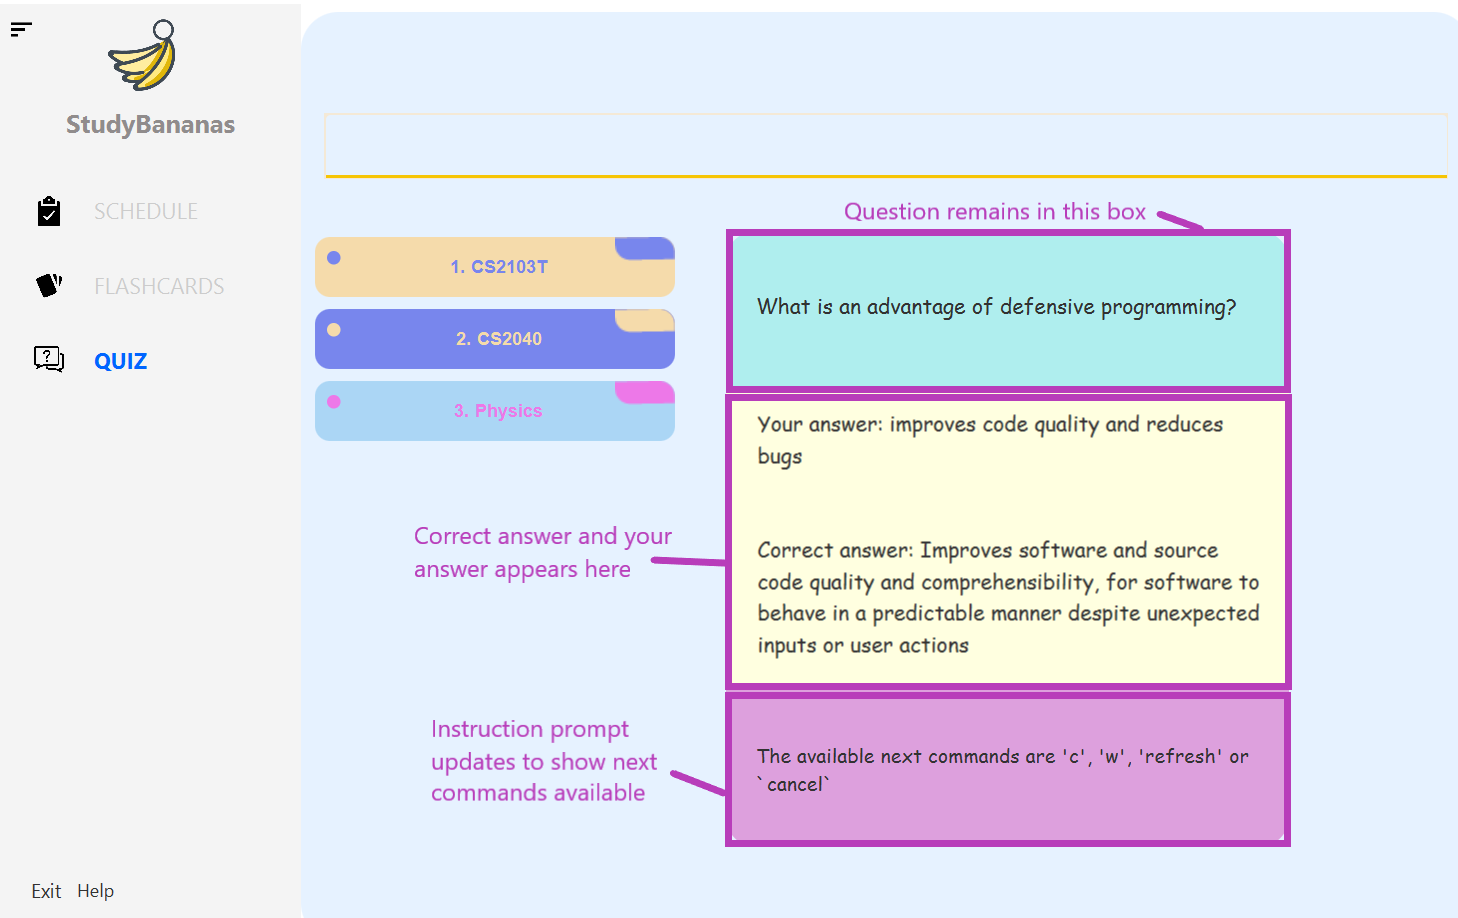 StudyBananas
SCHEDULE
FLASHCARDS
QUIZ
Exit Help
1. CS2103T
2. CS2040
3. Physics
Question remains in this box
What is an advantage of defensive programming?
Your answer: improves code quality and reduces
bugs
Correct answer: Improves software and source
code quality and comprehensibility, for software to
behave in a predictable manner despite unexpected
inputs or user actions
Correct answer and your
answer appears here
Instruction prompt
updates to show next
commands available
The available next commands are 'c', 'w', 'refresh' or
`cancel`